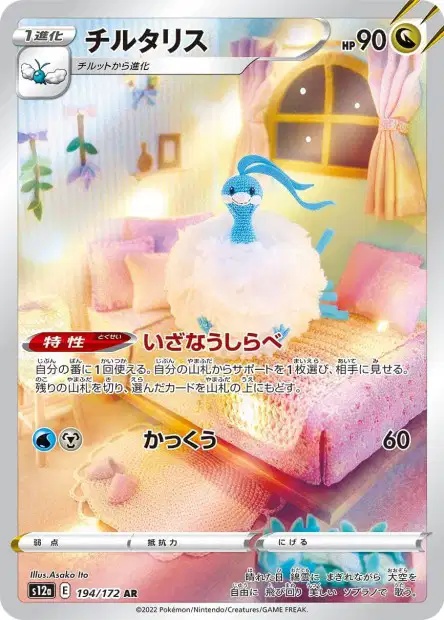 1進化
チルタリス
HP90
チルットから進化
特性
とくせい
いざなうしらべ
自分の番に1回使える。自分の山札からサポートを1枚選び、相手に見せる。
残りの山札を切り、選んだカードを山札の上にもどす。
かっくう 60
弱点 抵抗力 にげる
Illus.Asako Ito
s12a E 194/172 AR
晴れた日 綿雲に まぎれながら 大空を
自由に 飛び回り 美しい ソプラノで 歌う。
©2022 Pokémon/Nintendo/Creatures/GAME FREAK.